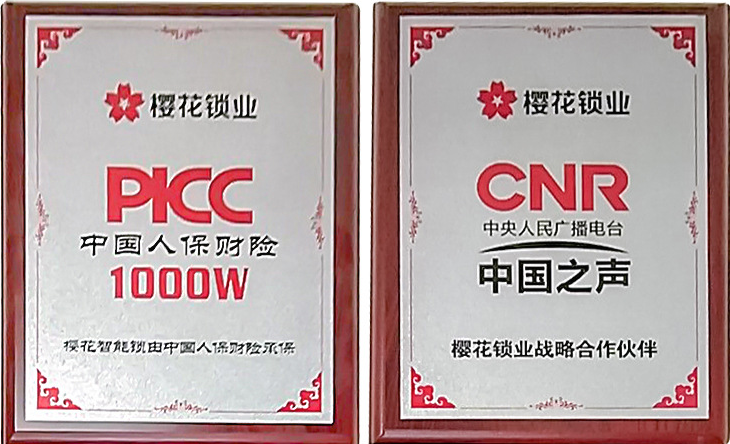 樱花锁业
PICC
中国人保财险
1000W
樱花智能锁由中国人保财险承保
樱花锁业
CNR
中央人民广播电台
中国之声
樱花锁业战略合作伙伴